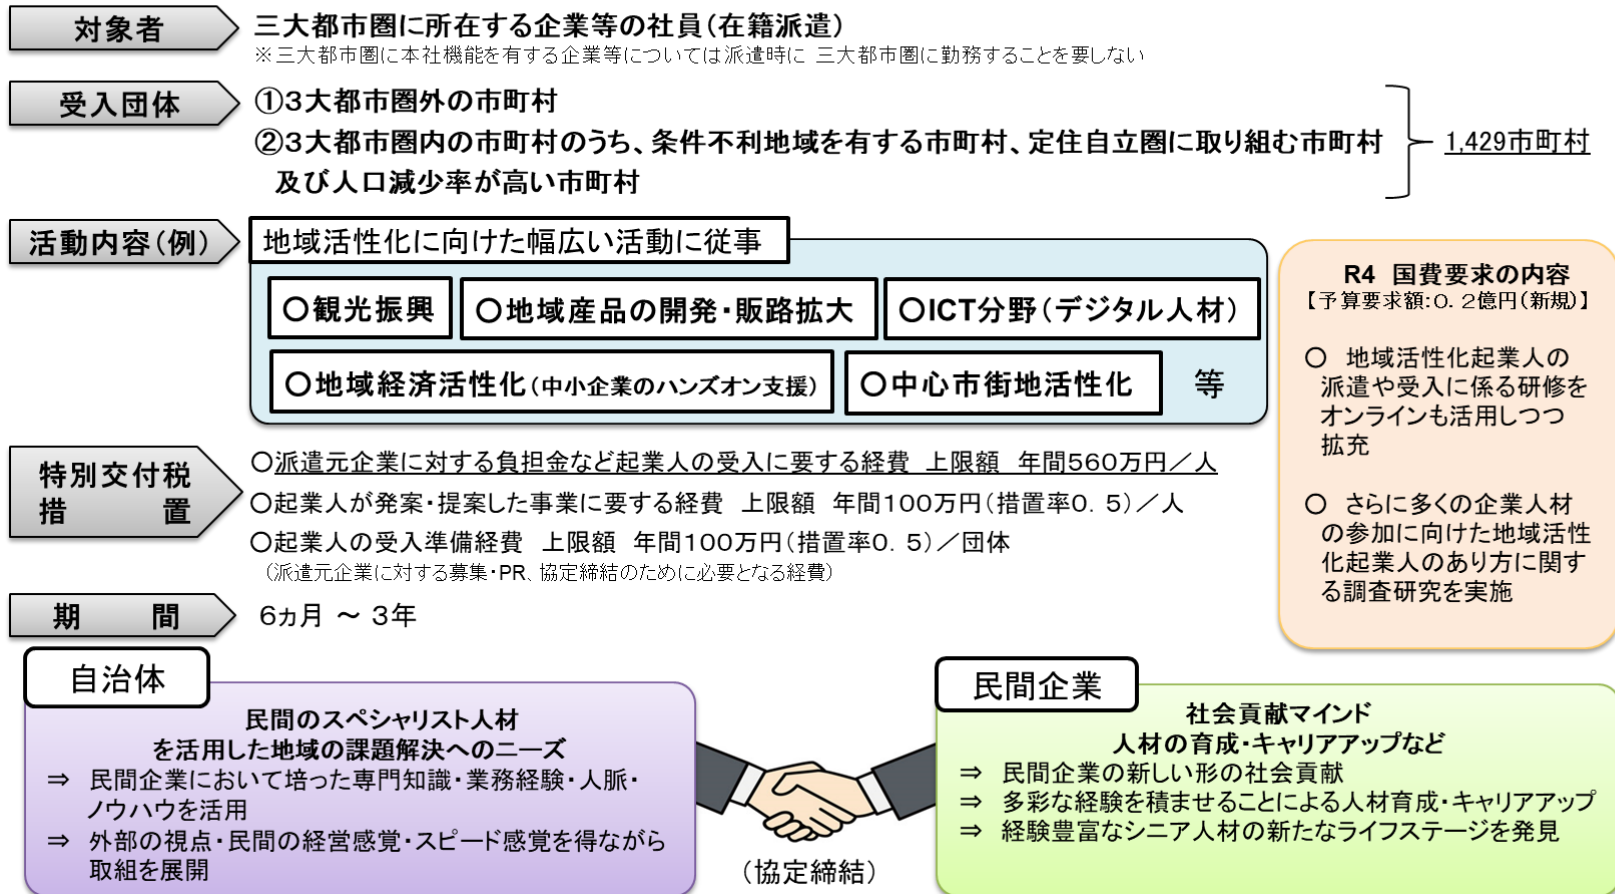 対象者
三大都市圏に所在する企業等の社員（在籍派遣）
※三大都市圏に本社機能を有する企業等については派遣時に 三大都市圏に勤務することを要しない
受入団体
①３大都市圏外の市町村
②３大都市圏内の市町村のうち、条件不利地域を有する市町村、定住自立圏に取り組む市町村
及び人口減少率が高い市町村
1,429市町村
活動内容（例）
地域活性化に向けた幅広い活動に従事
〇観光振興
〇地域産品の開発・販路拡大
〇ICT分野（デジタル人材）
〇地域経済活性化（中小企業のハンズオン支援）
〇中心市街地活性化
等
R4 国費要求の内容
【予算要求額：０．２億円（新規）】
〇 地域活性化起業人の
派遣や受入に係る研修を
オンラインも活用しつつ
拡充
〇 さらに多くの企業人材
の参加に向けた地域活性
化起業人のあり方に関す
る調査研究を実施
特別交付税
措 置
〇派遣元企業に対する負担金など起業人の受入に要する経費 上限額 年間560万円／人
〇起業人が発案・提案した事業に要する経費 上限額 年間100万円（措置率０．５）／人
〇起業人の受入準備経費 上限額 年間100万円（措置率０．５）／団体
（派遣元企業に対する募集・PR、協定締結のために必要となる経費）
期 間
６ヵ月 ～ ３年
自治体
民間のスペシャリスト人材
を活用した地域の課題解決へのニーズ
⇒ 民間企業において培った専門知識・業務経験・人脈・
ノウハウを活用
⇒ 外部の視点・民間の経営感覚・スピード感覚を得ながら
取組を展開
（協定締結）
民間企業
社会貢献マインド
人材の育成・キャリアアップなど
⇒ 民間企業の新しい形の社会貢献
⇒ 多彩な経験を積ませることによる人材育成・キャリアアップ
⇒ 経験豊富なシニア人材の新たなライフステージを発見